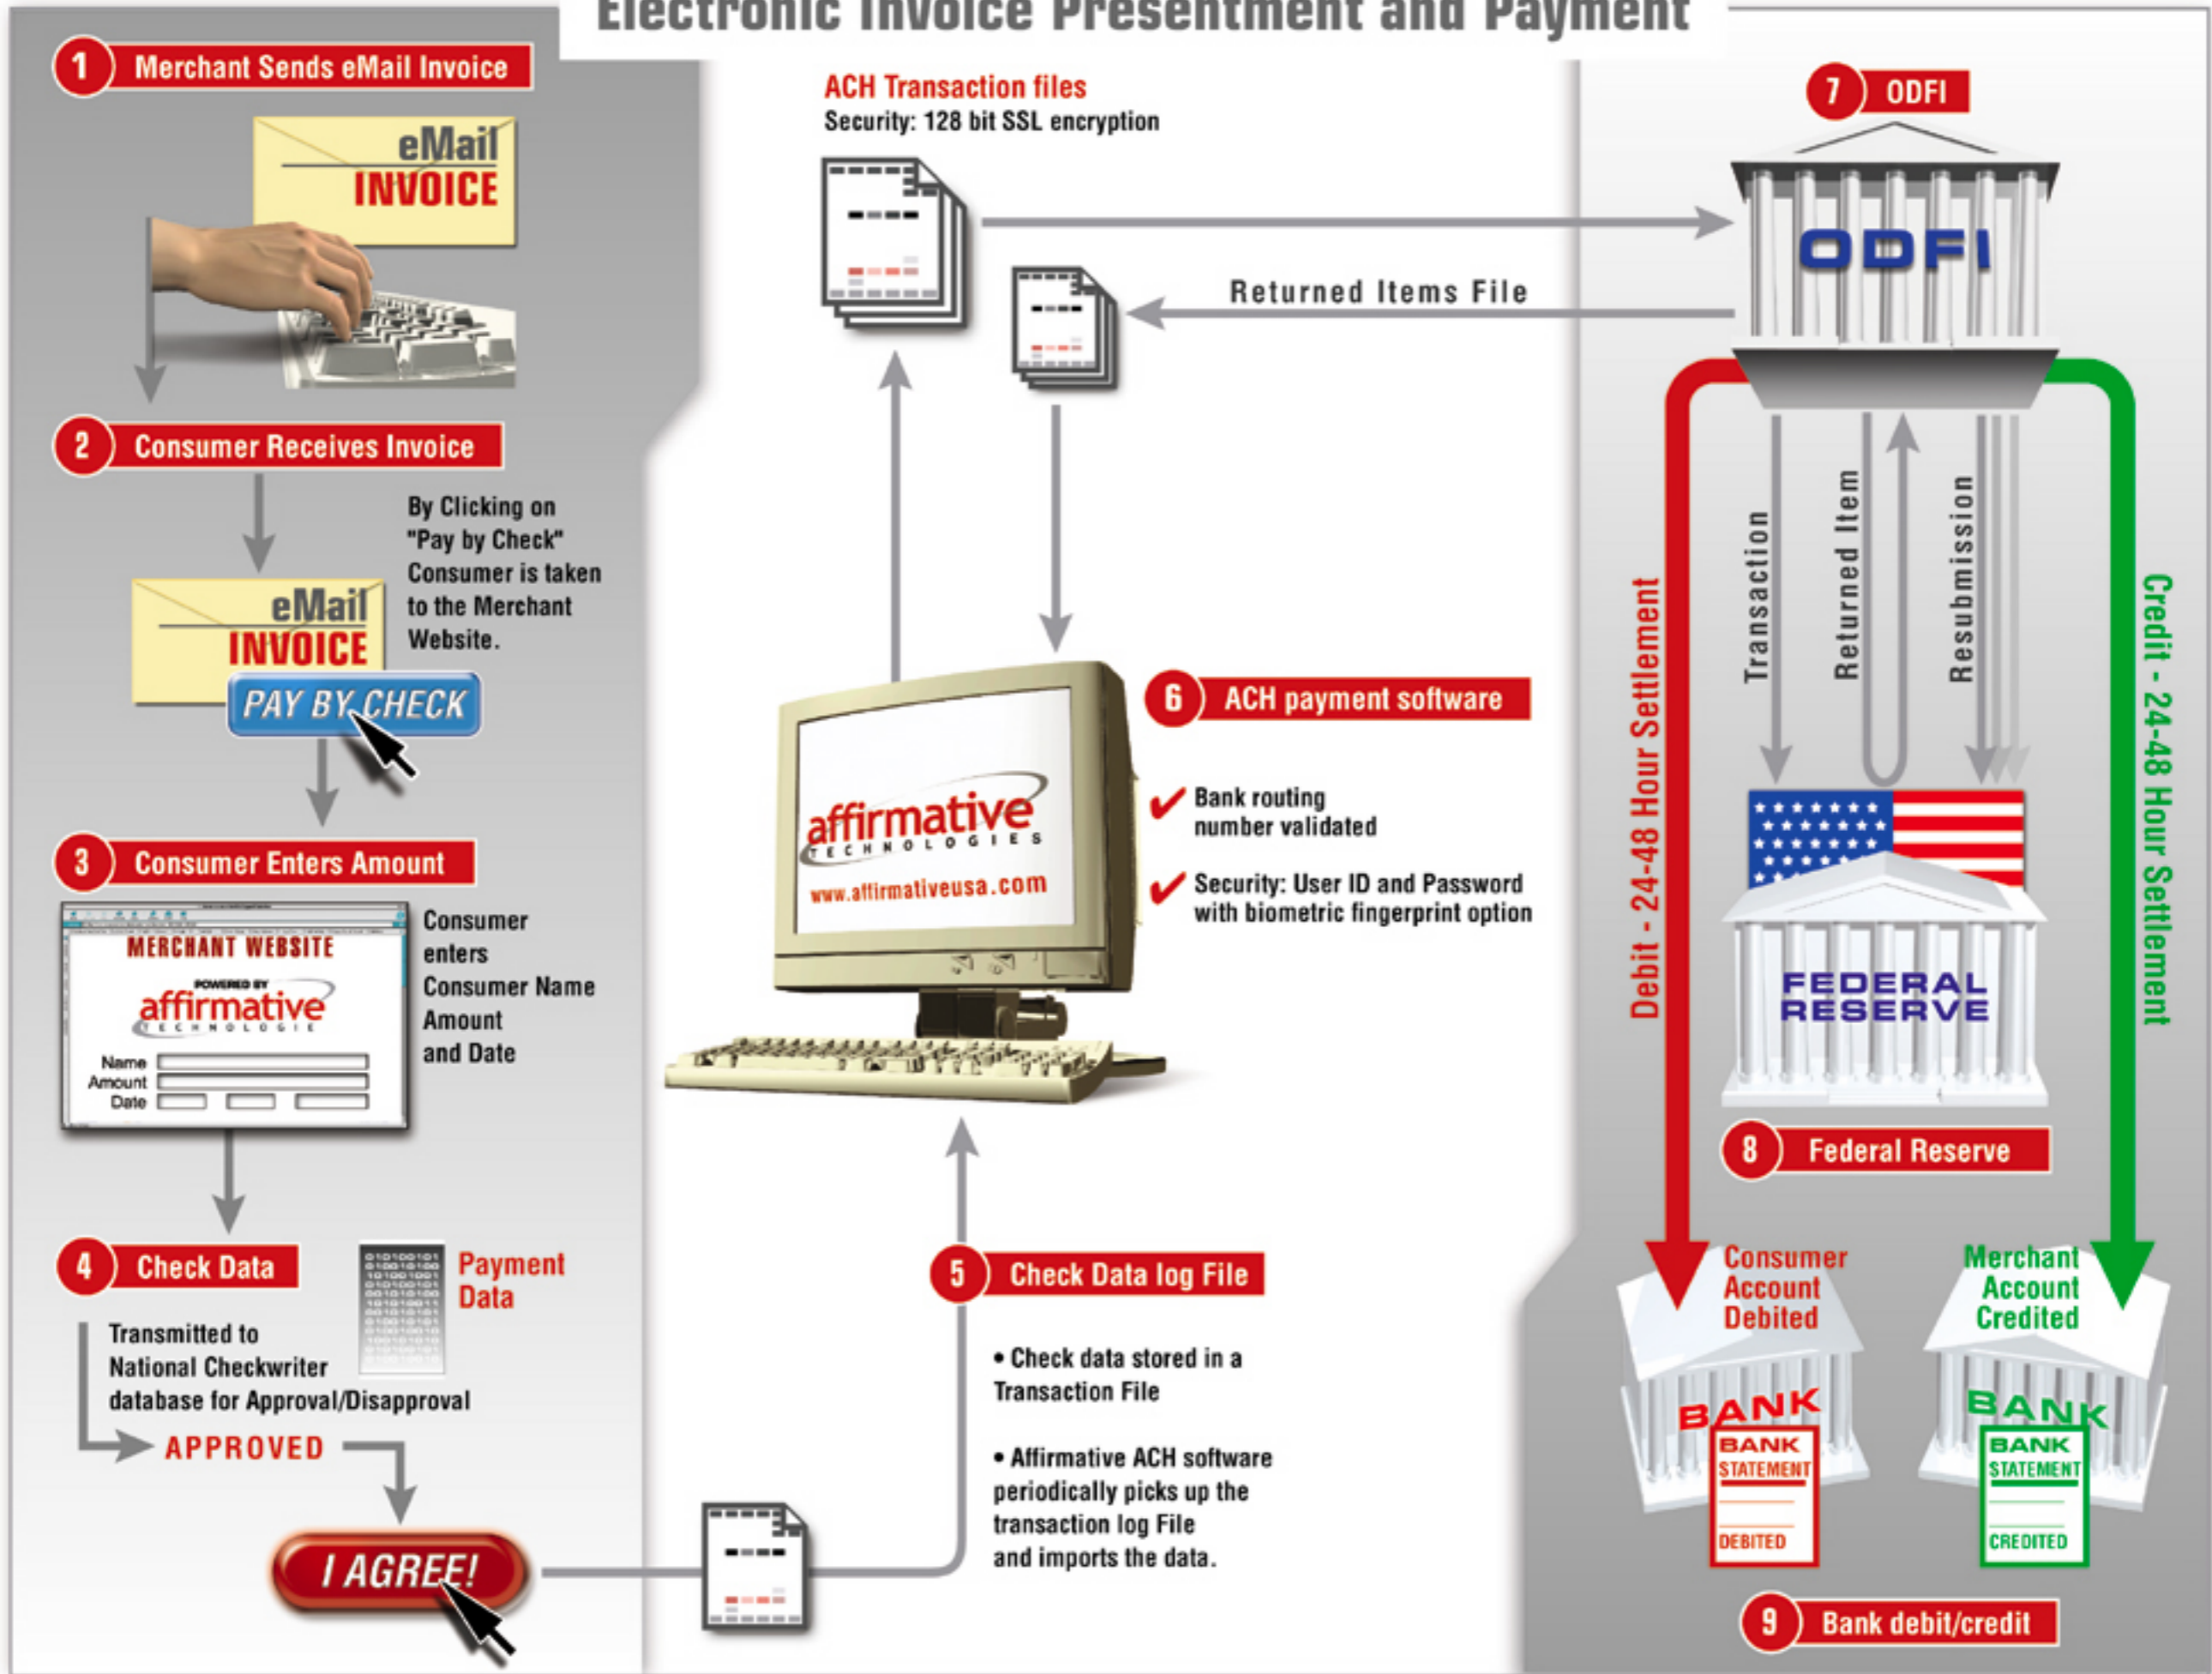 Electronic Invoice Presentment and Payment
1 Merchant Sends eMail Invoice
eMail
INVOICE
2 Consumer Receives Invoice
By Clicking on
"Pay by Check"
Consumer is taken
to the Merchant
Website.
eMail
INVOICE
PAY BY CHECK
3 Consumer Enters Amount
MERCHANT WEBSITE
POWERED BY
affirmative
TECHNOLOGIE
Name
Amount
Date
Consumer
enters
Consumer Name
Amount
and Date
4 Check Data
Payment
Data
Transmitted to
National Checkwriter
database for Approval/Disapproval
APPROVED
I AGREE!
5 Check Data log File
• Check data stored in a
Transaction File
• Affirmative ACH software
periodically picks up the
transaction log File
and imports the data.
ACH Transaction files
Security: 128 bit SSL encryption
Returned Items File
affirmative
TECHNOLOGIES
www.affirmativeusa.com
6 ACH payment software
✔ Bank routing
number validated
✔ Security: User ID and Password
with biometric fingerprint option
7 ODFI
ODFI
Debit - 24-48 Hour Settlement
Transaction
Returned Item
Resubmission
Credit - 24-48 Hour Settlement
FEDERAL
RESERVE
8 Federal Reserve
Consumer
Account
Debited
BANK
BANK
STATEMENT
DEBITED
Merchant
Account
Credited
BANK
BANK
STATEMENT
CREDITED
9 Bank debit/credit